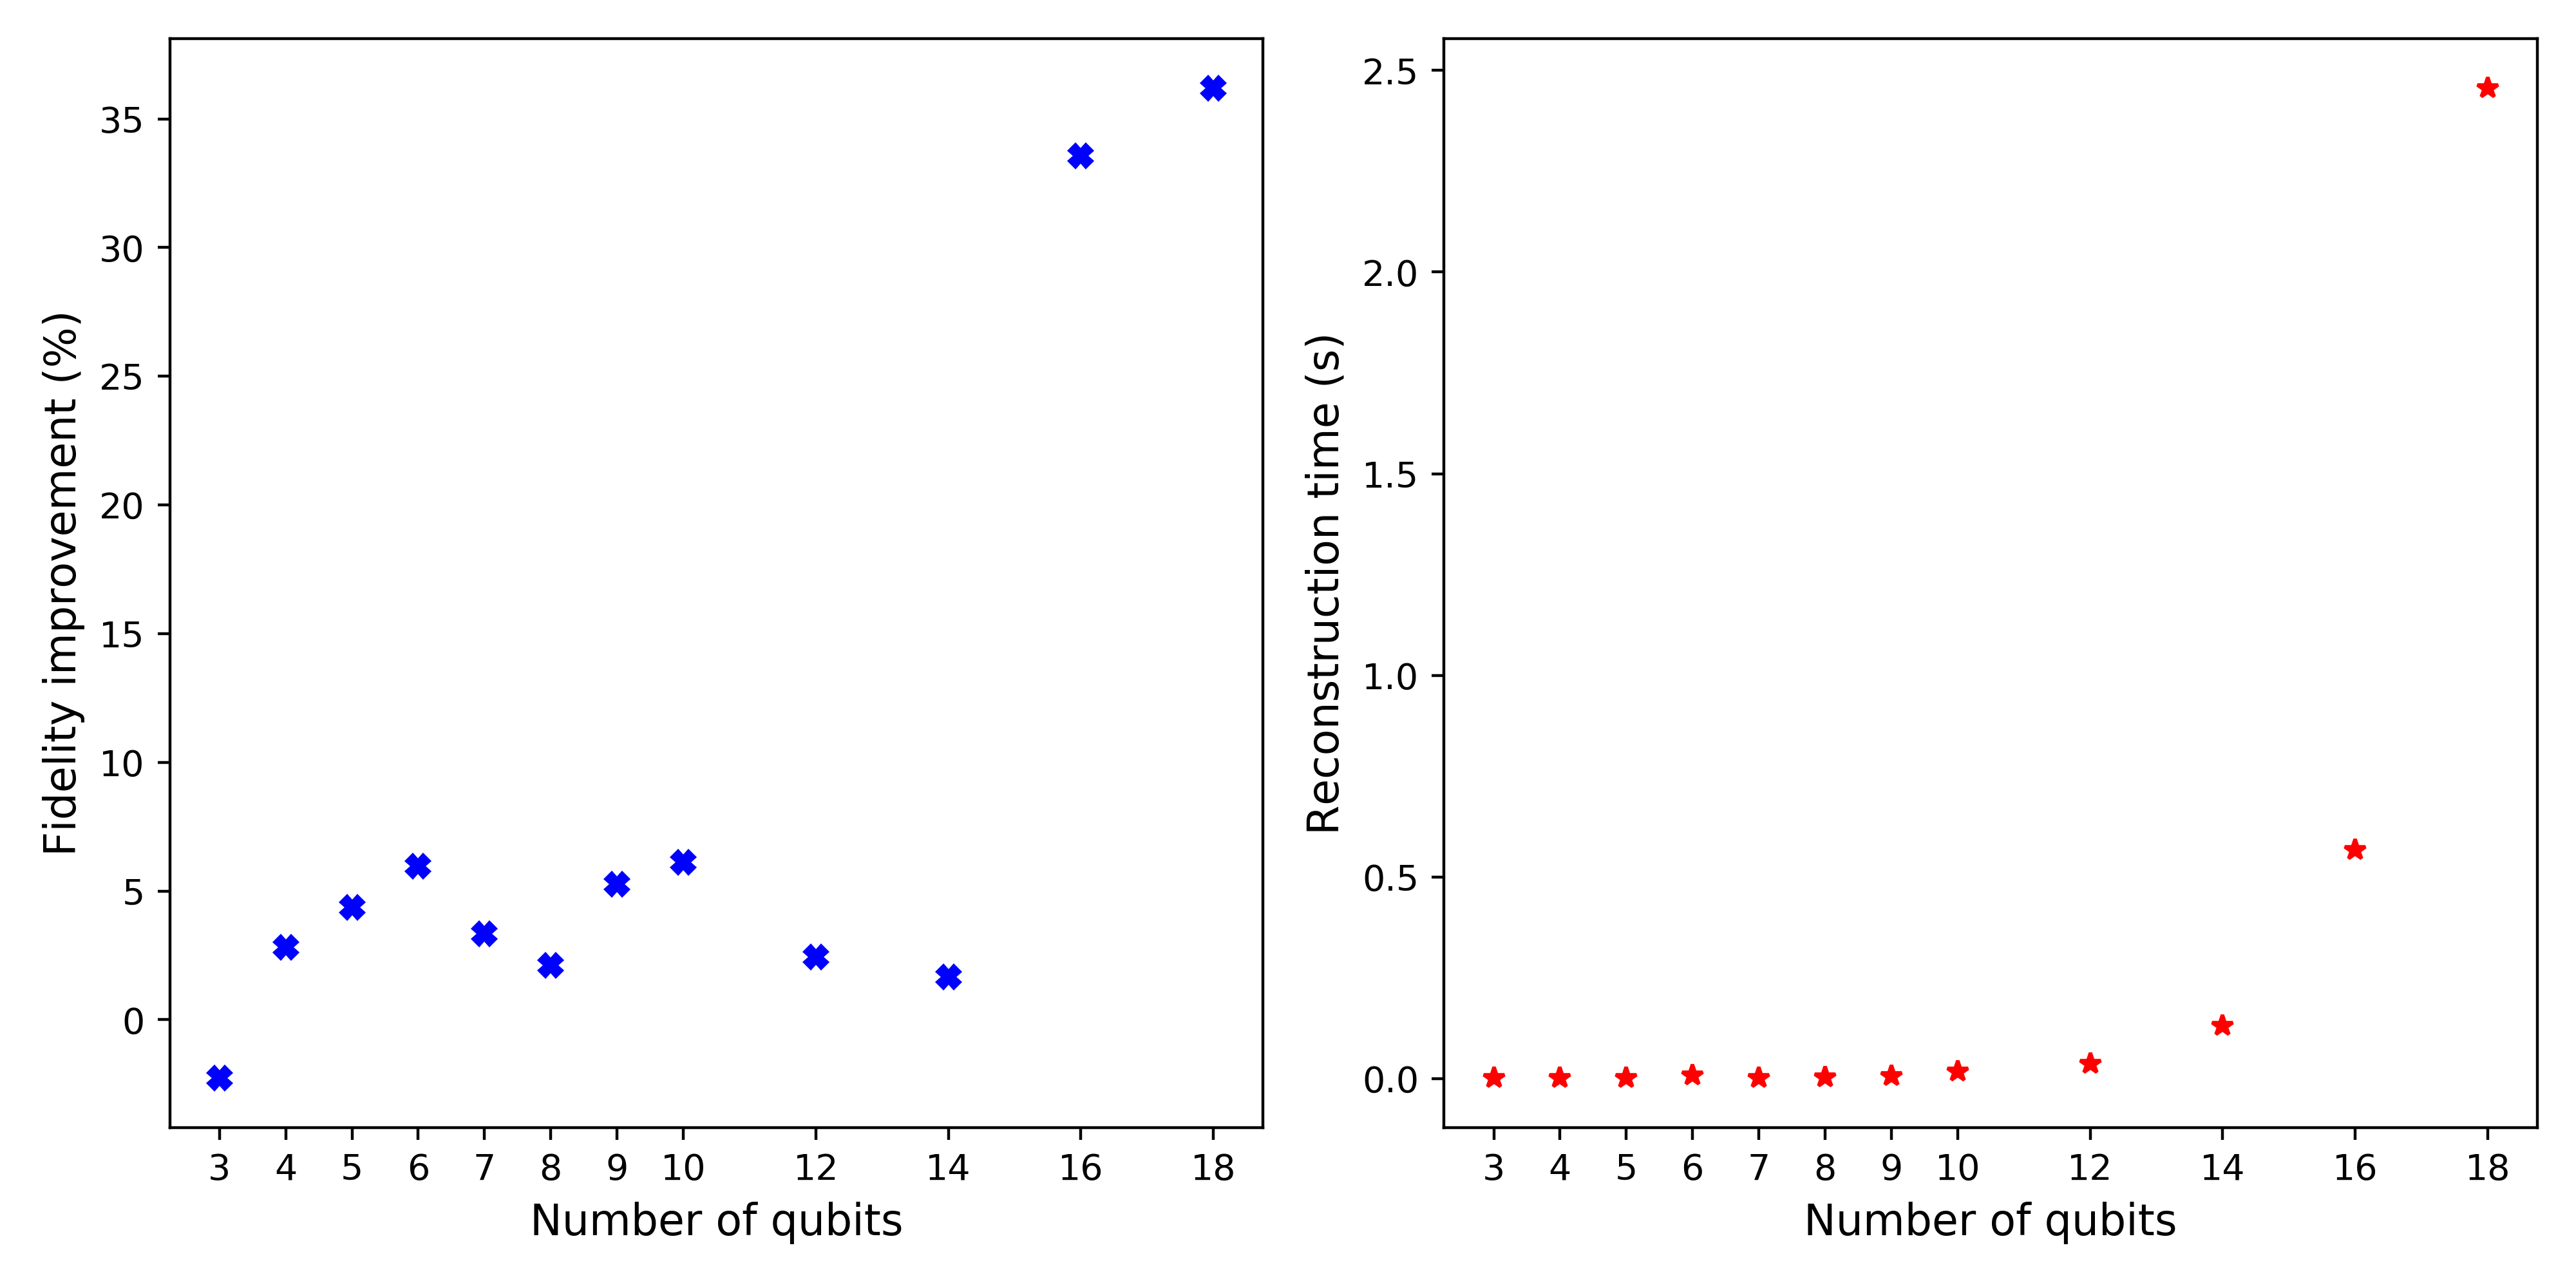 Fidelity improvement (%)
35
30
25
20
15
10
5
0
3 4 5 6 7 8 9 10 12 14 16 18
Number of qubits
Reconstruction time (s)
2.5
2.0
1.5
1.0
0.5
0.0
3 4 5 6 7 8 9 10 12 14 16 18
Number of qubits